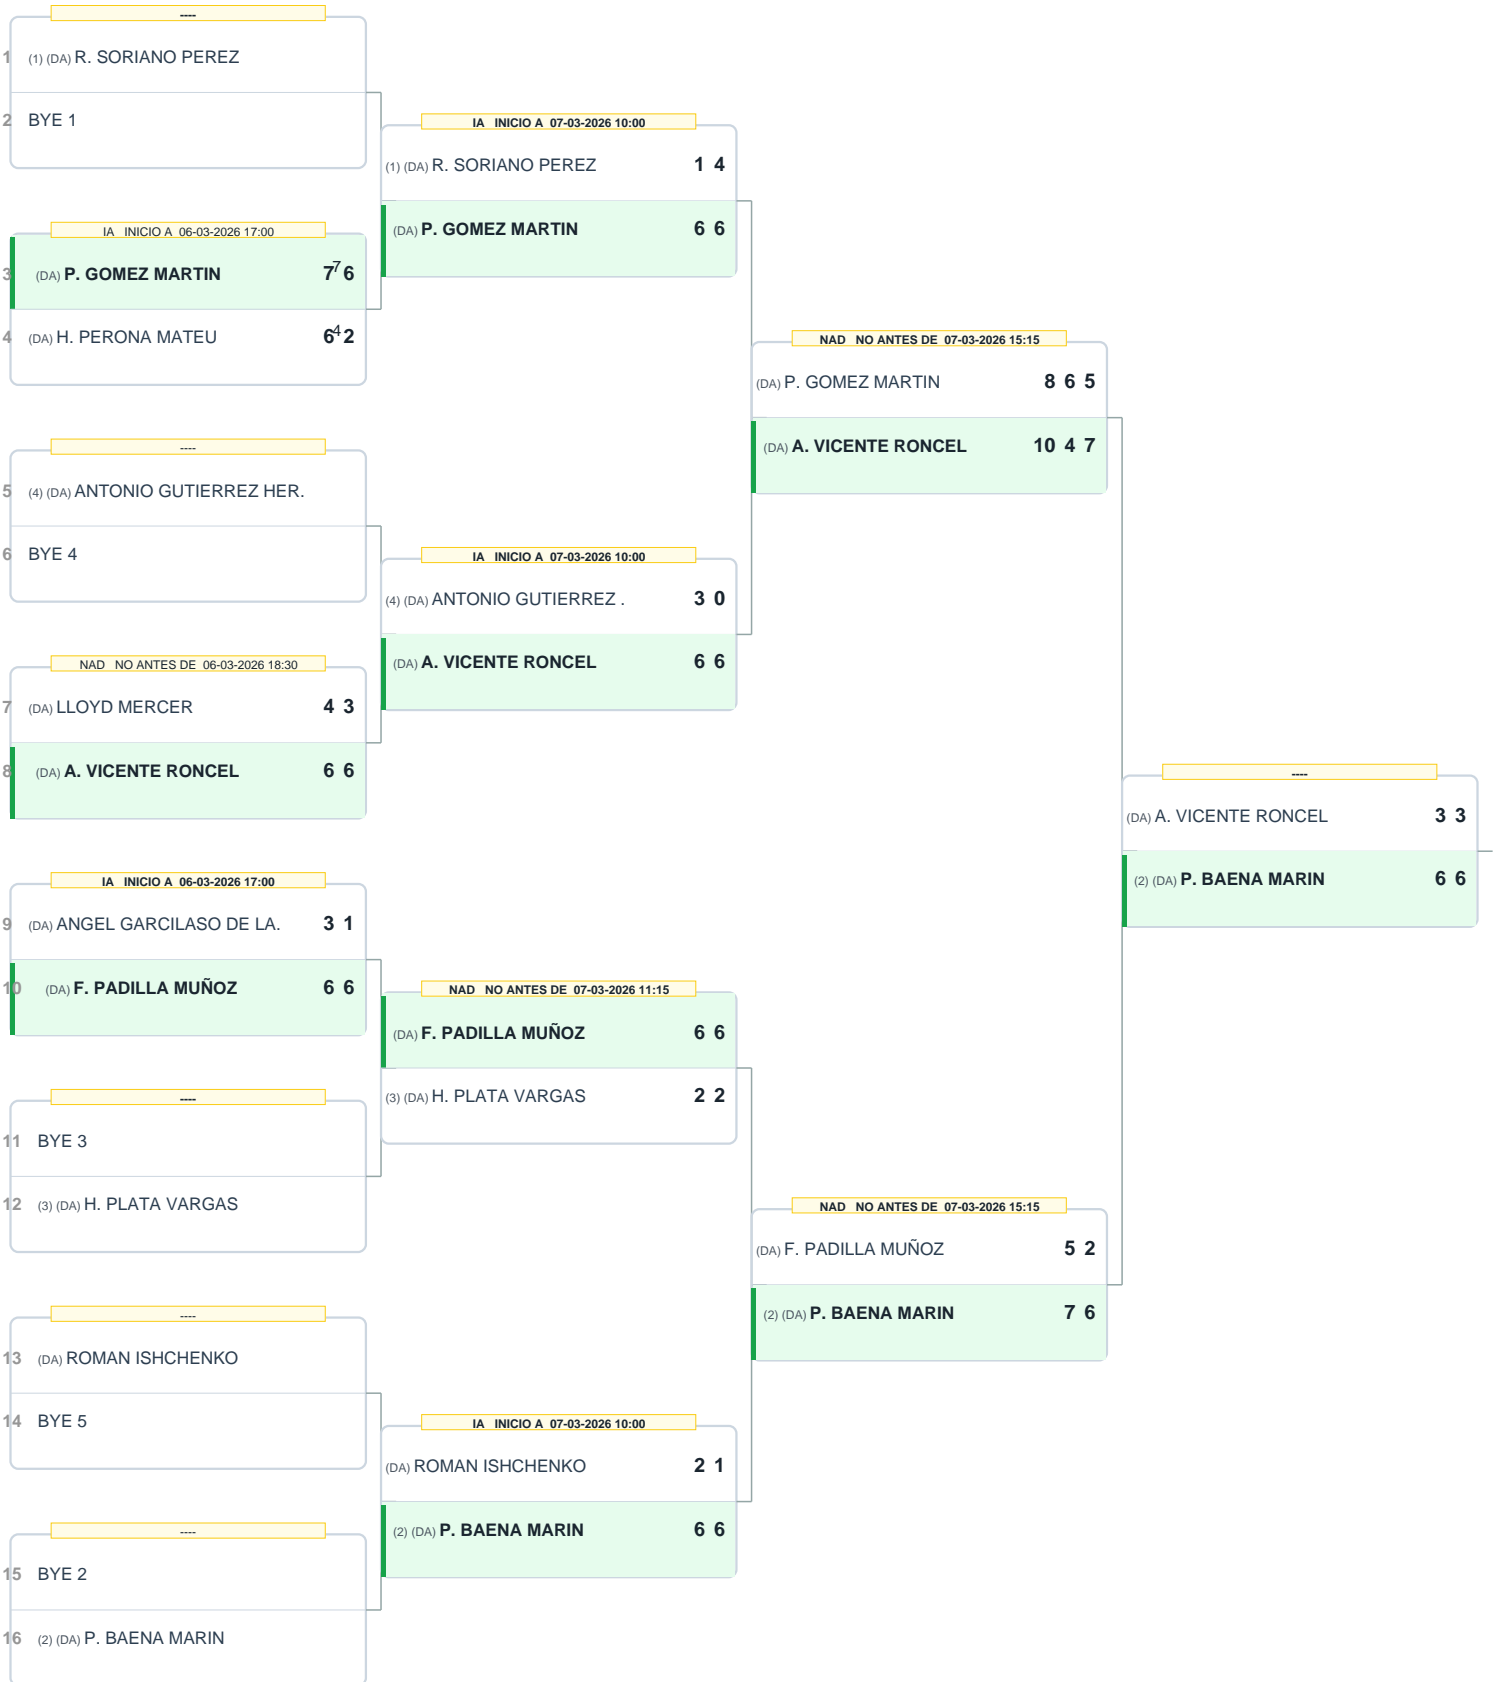 ----
1 (1) (DA) R. SORIANO PEREZ
2 BYE 1
IA INICIO A 06-03-2026 17:00
3 (DA) P. GOMEZ MARTIN 7 7 6
4 (DA) H. PERONA MATEU 6 4 2
----
5 (4) (DA) ANTONIO GUTIERREZ HER.
6 BYE 4
NAD NO ANTES DE 06-03-2026 18:30
7 (DA) LLOYD MERCER 4 3
8 (DA) A. VICENTE RONCEL 6 6
IA INICIO A 06-03-2026 17:00
9 (DA) ANGEL GARCILASO DE LA. 3 1
10 (DA) F. PADILLA MUÑOZ 6 6
----
11 BYE 3
12 (3) (DA) H. PLATA VARGAS
----
13 (DA) ROMAN ISHCHENKO
14 BYE 5
----
15 BYE 2
16 (2) (DA) P. BAENA MARIN
IA INICIO A 07-03-2026 10:00
(1) (DA) R. SORIANO PEREZ 1 4
(DA) P. GOMEZ MARTIN 6 6
IA INICIO A 07-03-2026 10:00
(4) (DA) ANTONIO GUTIERREZ . 3 0
(DA) A. VICENTE RONCEL 6 6
NAD NO ANTES DE 07-03-2026 11:15
(DA) F. PADILLA MUÑOZ 6 6
(3) (DA) H. PLATA VARGAS 2 2
IA INICIO A 07-03-2026 10:00
(DA) ROMAN ISHCHENKO 2 1
(2) (DA) P. BAENA MARIN 6 6
NAD NO ANTES DE 07-03-2026 15:15
(DA) P. GOMEZ MARTIN 8 6 5
(DA) A. VICENTE RONCEL 10 4 7
NAD NO ANTES DE 07-03-2026 15:15
(DA) F. PADILLA MUÑOZ 5 2
(2) (DA) P. BAENA MARIN 7 6
----
(DA) A. VICENTE RONCEL 3 3
(2) (DA) P. BAENA MARIN 6 6